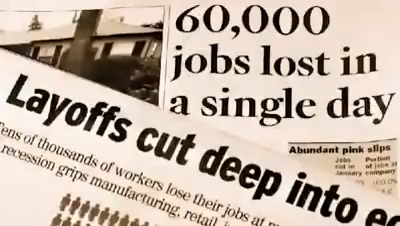 60,000
jobs lost in
a single day
Layoffs cut deep into
Tens of thousands of workers lose their jobs at
recession grips manufacturing, retail,
Abundant pink slips
Jobs Portion
cut in of jobs at
January company